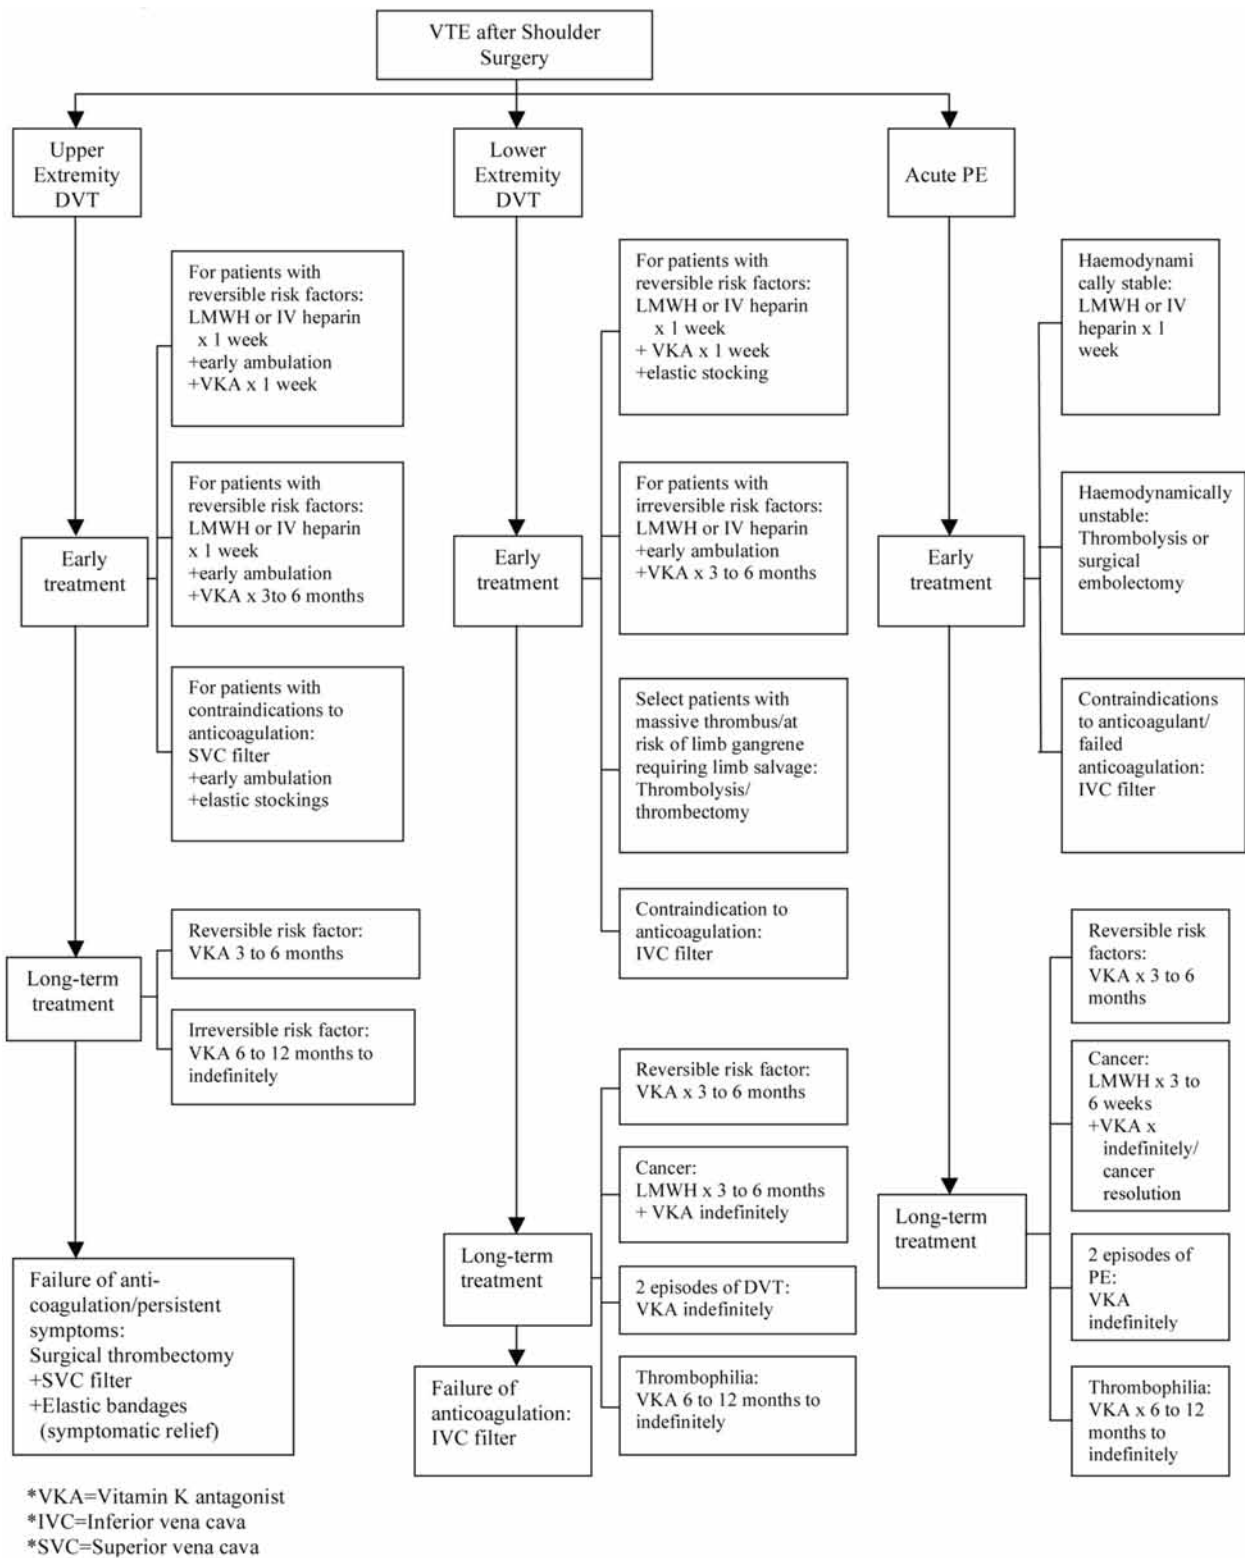 VTE after Shoulder
Surgery
Upper
Extremity
DVT
Lower
Extremity
DVT
Acute PE
For patients with
reversible risk factors:
LMWH or IV heparin
x 1 week
+early ambulation
+VKA x 1 week
For patients with
reversible risk factors:
LMWH or IV heparin
x 1 week
+early ambulation
+VKA x 3to 6 months
For patients with
contraindications to
anticoagulation:
SVC filter
+early ambulation
+elastic stockings
Early
treatment
Reversible risk factor:
VKA 3 to 6 months
Irreversible risk factor:
VKA 6 to 12 months to
indefinitely
Long-term
treatment
Failure of anti-
coagulation/persistent
symptoms:
Surgical thrombectomy
+SVC filter
+Elastic bandages
(symptomatic relief)
For patients with
reversible risk factors:
LMWH or IV heparin
x 1 week
+ VKA x 1 week
+elastic stocking
For patients with
irreversible risk factors:
LMWH or IV heparin
+early ambulation
+VKA x 3 to 6 months
Select patients with
massive thrombus/at
risk of limb gangrene
requiring limb salvage:
Thrombolysis/
thrombectomy
Contraindication to
anticoagulation:
IVC filter
Early
treatment
Reversible risk factor:
VKA x 3 to 6 months
Cancer:
LMWH x 3 to 6 months
+ VKA indefinitely
2 episodes of DVT:
VKA indefinitely
Thrombophilia:
VKA 6 to 12 months to
indefinitely
Long-term
treatment
Failure of
anticoagulation:
IVC filter
Haemodynami
cally stable:
LMWH or IV
heparin x 1
week
Haemodynamically
unstable:
Thrombolysis or
surgical
embolectomy
Contraindications
to anticoagulant/
failed
anticoagulation:
IVC filter
Early
treatment
Reversible risk
factors:
VKA x 3 to 6
months
Cancer:
LMWH x 3 to
6 weeks
+VKA x
indefinitely/
cancer
resolution
2 episodes of
PE:
VKA
indefinitely
Thrombophilia:
VKA x 6 to 12
months to
indefinitely
Long-term
treatment
*VKA=Vitamin K antagonist
*IVC=Inferior vena cava
*SVC=Superior vena cava